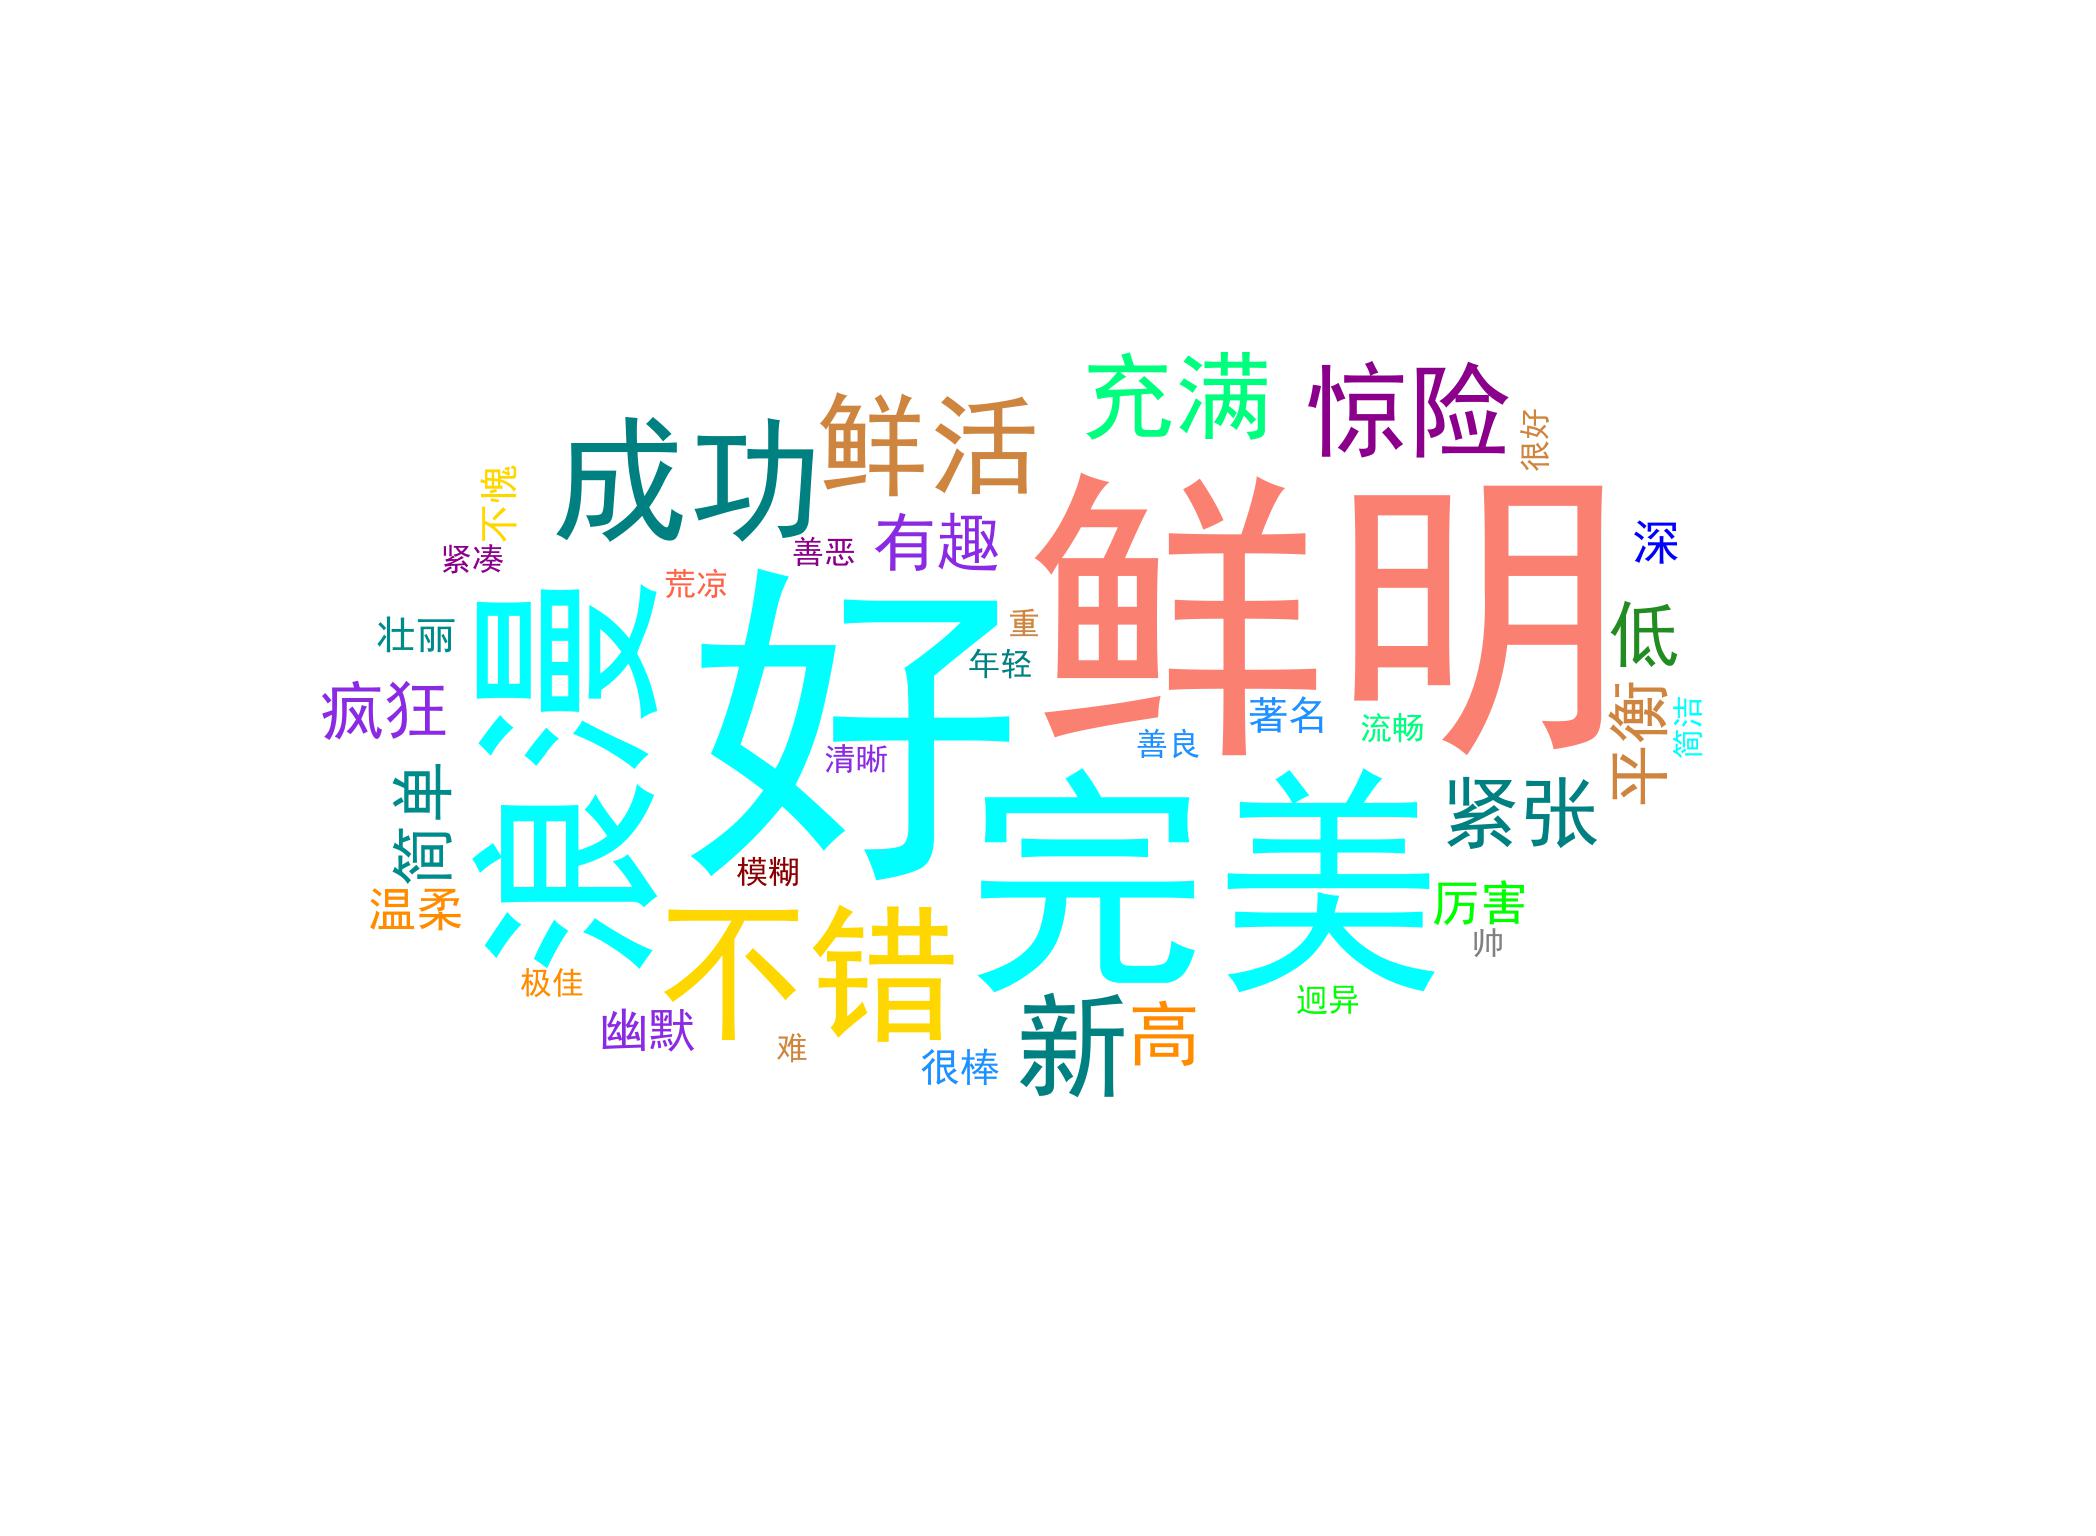 充满
惊险
鲜活
很好
成功
不愧
鲜明
有趣
深
善恶
紧凑
荒凉
好
浪漫
重
低
壮丽
年轻
疯狂
平衡
简洁
著名
流畅
善良
清晰
完美
紧张
简单
模糊
厉害
温柔
不错
帅
极佳
迥异
新
高
幽默
难
很棒